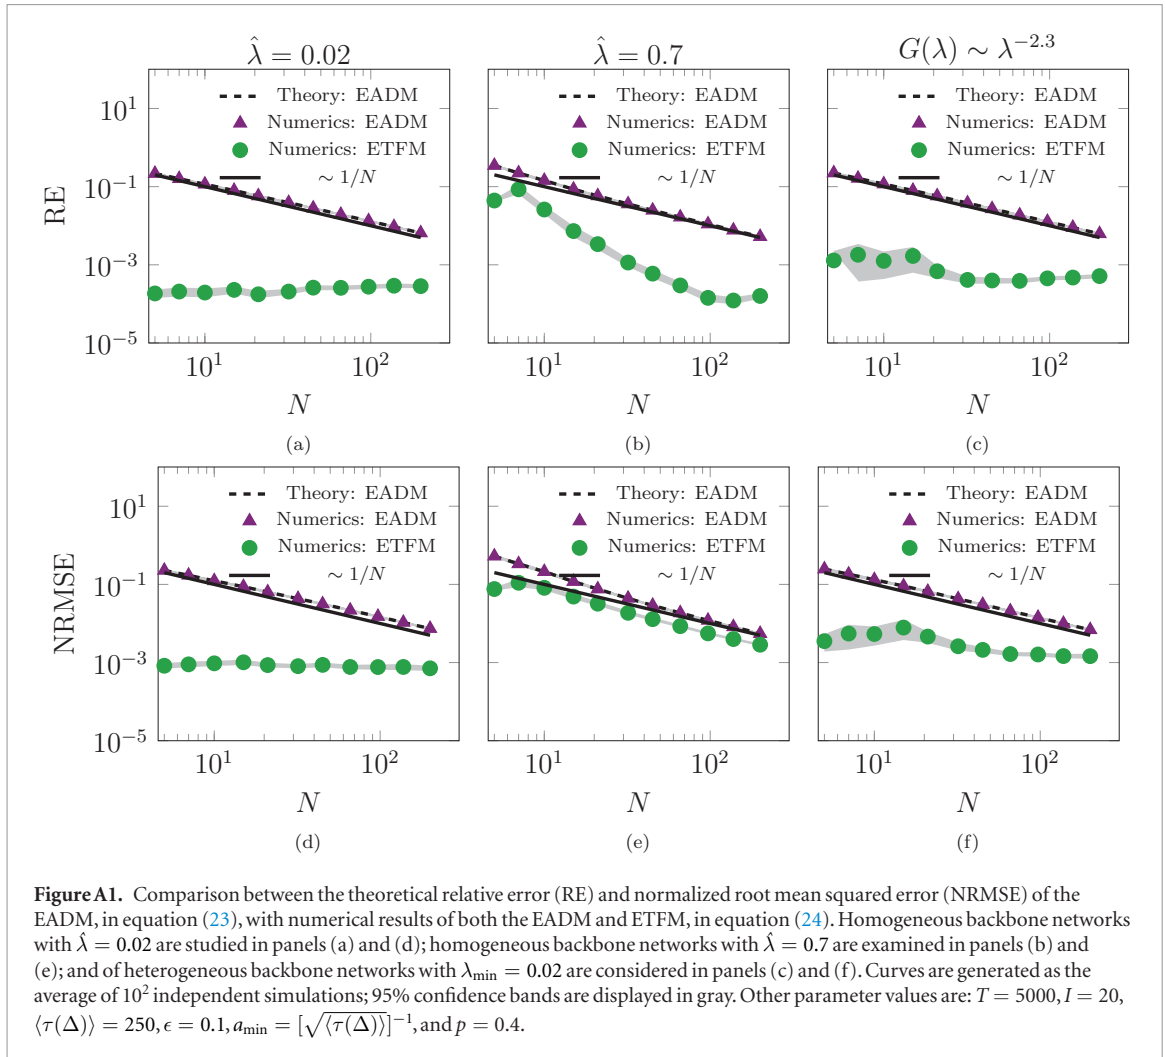 λ̂ = 0.02
λ̂ = 0.7
G(λ) ∼ λ^−2.3
Theory: EADM
Numerics: EADM
Numerics: ETFM
∼ 1/N
Theory: EADM
Numerics: EADM
Numerics: ETFM
∼ 1/N
Theory: EADM
Numerics: EADM
Numerics: ETFM
∼ 1/N
RE
10^1
10^−1
10^−3
10^−5
10^1
10^2
10^1
10^2
10^1
10^2
N
N
N
(a)
(b)
(c)
Theory: EADM
Numerics: EADM
Numerics: ETFM
∼ 1/N
Theory: EADM
Numerics: EADM
Numerics: ETFM
∼ 1/N
Theory: EADM
Numerics: EADM
Numerics: ETFM
∼ 1/N
NRMSE
10^1
10^−1
10^−3
10^−5
10^1
10^2
10^1
10^2
10^1
10^2
N
N
N
(d)
(e)
(f)
Figure A1. Comparison between the theoretical relative error (RE) and normalized root mean squared error (NRMSE) of the
EADM, in equation (23), with numerical results of both the EADM and ETFM, in equation (24). Homogeneous backbone networks
with λ̂ = 0.02 are studied in panels (a) and (d); homogeneous backbone networks with λ̂ = 0.7 are examined in panels (b) and
(e); and of heterogeneous backbone networks with λ_min = 0.02 are considered in panels (c) and (f). Curves are generated as the
average of 10^2 independent simulations; 95% confidence bands are displayed in gray. Other parameter values are: T = 5000, I = 20,
⟨τ(Δ)⟩ = 250, ϵ = 0.1, a_min = [√⟨τ(Δ)⟩]^−1, and p = 0.4.